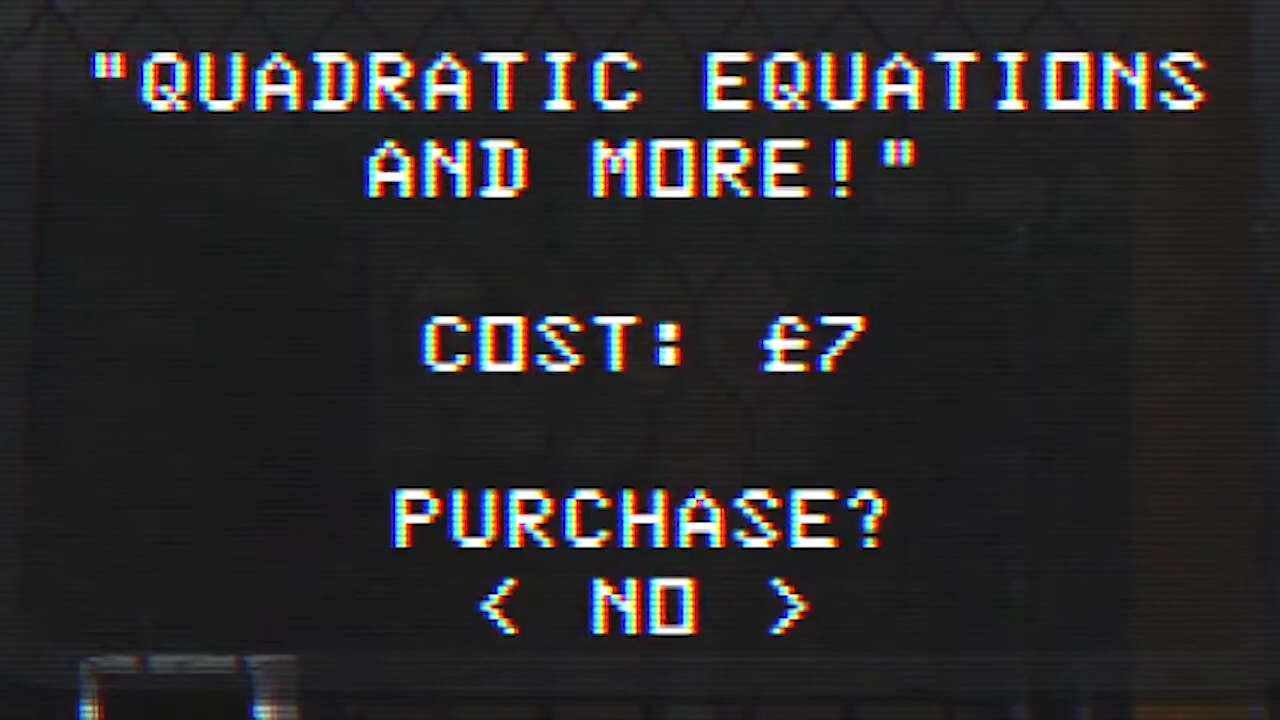 "QUADRATIC EQUATIONS
AND MORE!"
COST: £7
PURCHASE?
< NO >